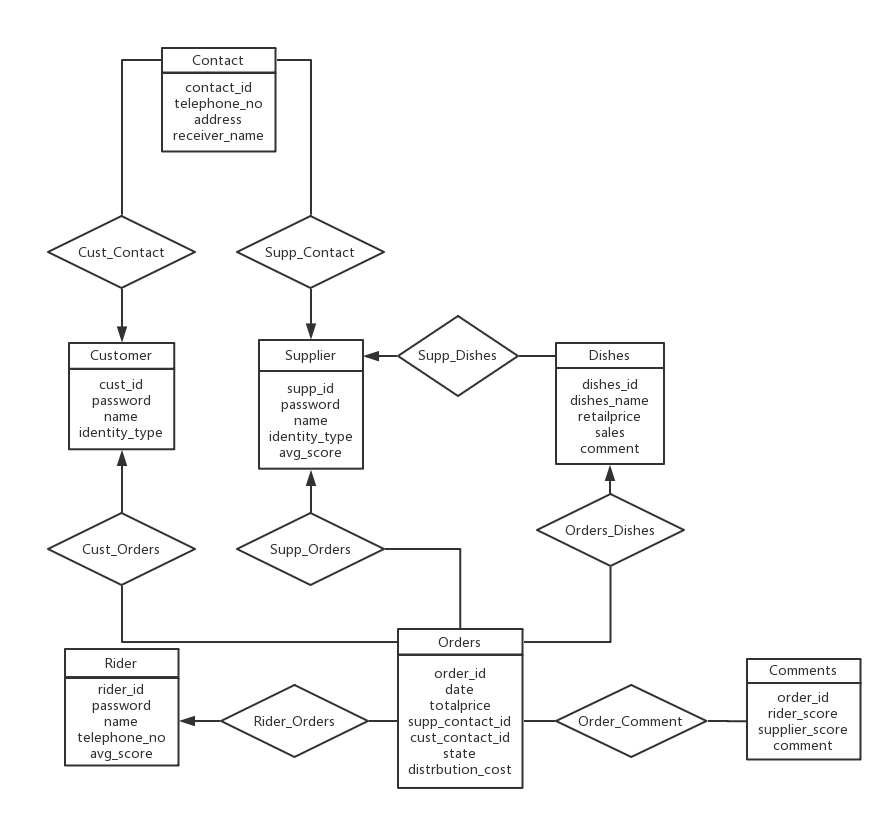 Contact
contact_id
telephone_no
address
receiver_name
Cust_Contact
Supp_Contact
Customer
cust_id
password
name
identity_type
Supplier
supp_id
password
name
identity_type
avg_score
Supp_Dishes
Dishes
dishes_id
dishes_name
retailprice
sales
comment
Cust_Orders
Supp_Orders
Orders_Dishes
Rider
rider_id
password
name
telephone_no
avg_score
Rider_Orders
Orders
order_id
date
totalprice
supp_contact_id
cust_contact_id
state
distrbution_cost
Order_Comment
Comments
order_id
rider_score
supplier_score
comment